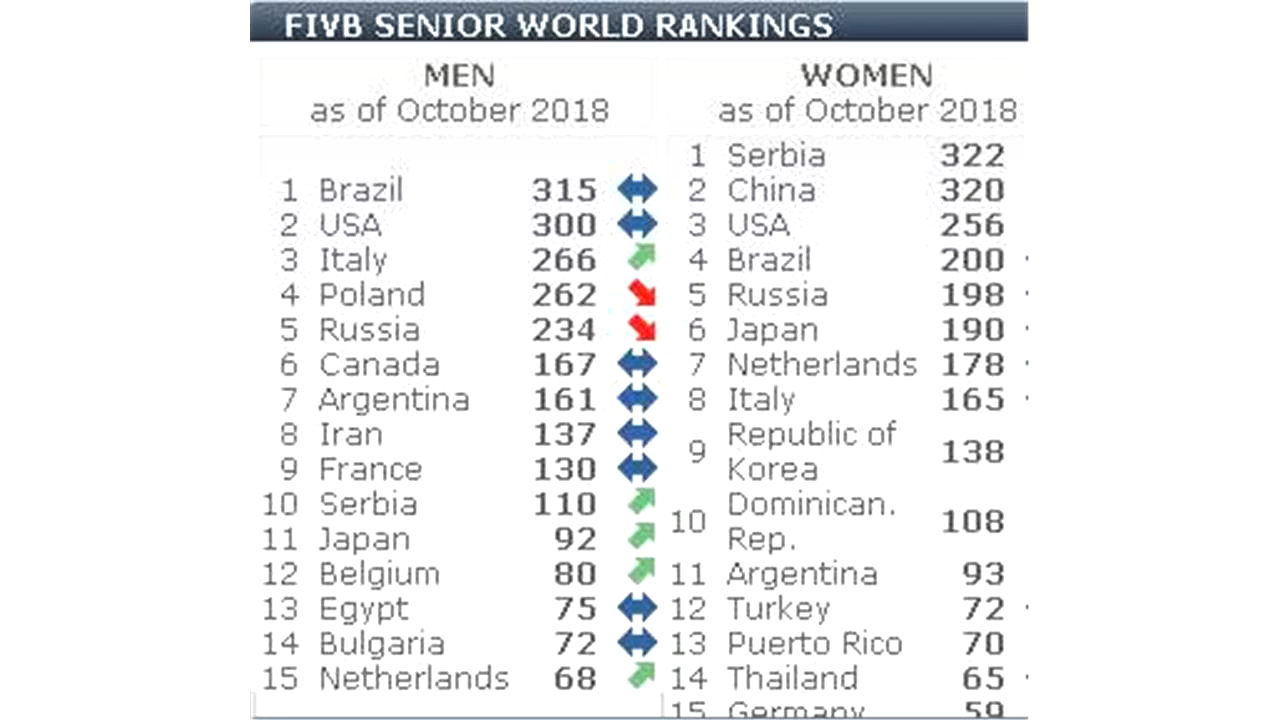 FIVB SENIOR WORLD RANKINGS
MEN
as of October 2018
1 Brazil 315
2 USA 300
3 Italy 266
4 Poland 262
5 Russia 234
6 Canada 167
7 Argentina 161
8 Iran 137
9 France 130
10 Serbia 110
11 Japan 92
12 Belgium 80
13 Egypt 75
14 Bulgaria 72
15 Netherlands 68
WOMEN
as of October 2018
1 Serbia 322
2 China 320
3 USA 256
4 Brazil 200
5 Russia 198
6 Japan 190
7 Netherlands 178
8 Italy 165
9 Republic of
Korea 138
10 Dominican.
Rep. 108
11 Argentina 93
12 Turkey 72
13 Puerto Rico 70
14 Thailand 65
15 Germany 59